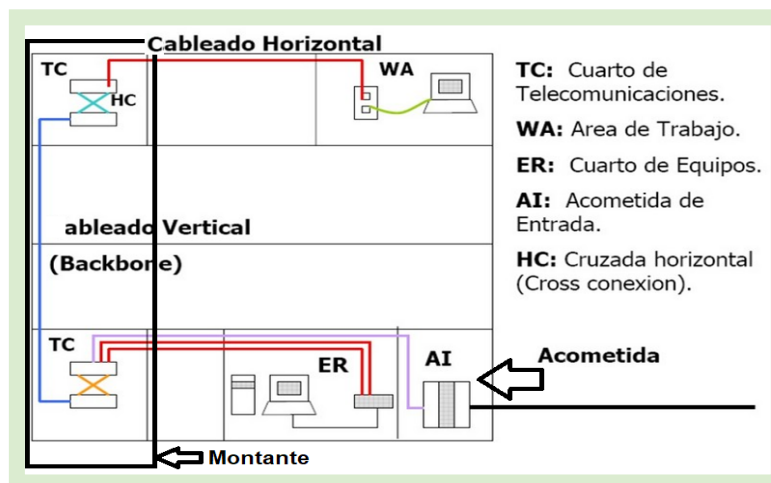 Cableado Horizontal
TC
HC
WA
ableado Vertical
(Backbone)
TC
ER
AI
Acometida
Montante
TC: Cuarto de
Telecomunicaciones.
WA: Area de Trabajo.
ER: Cuarto de Equipos.
AI: Acometida de
Entrada.
HC: Cruzada horizontal
(Cross conexion).